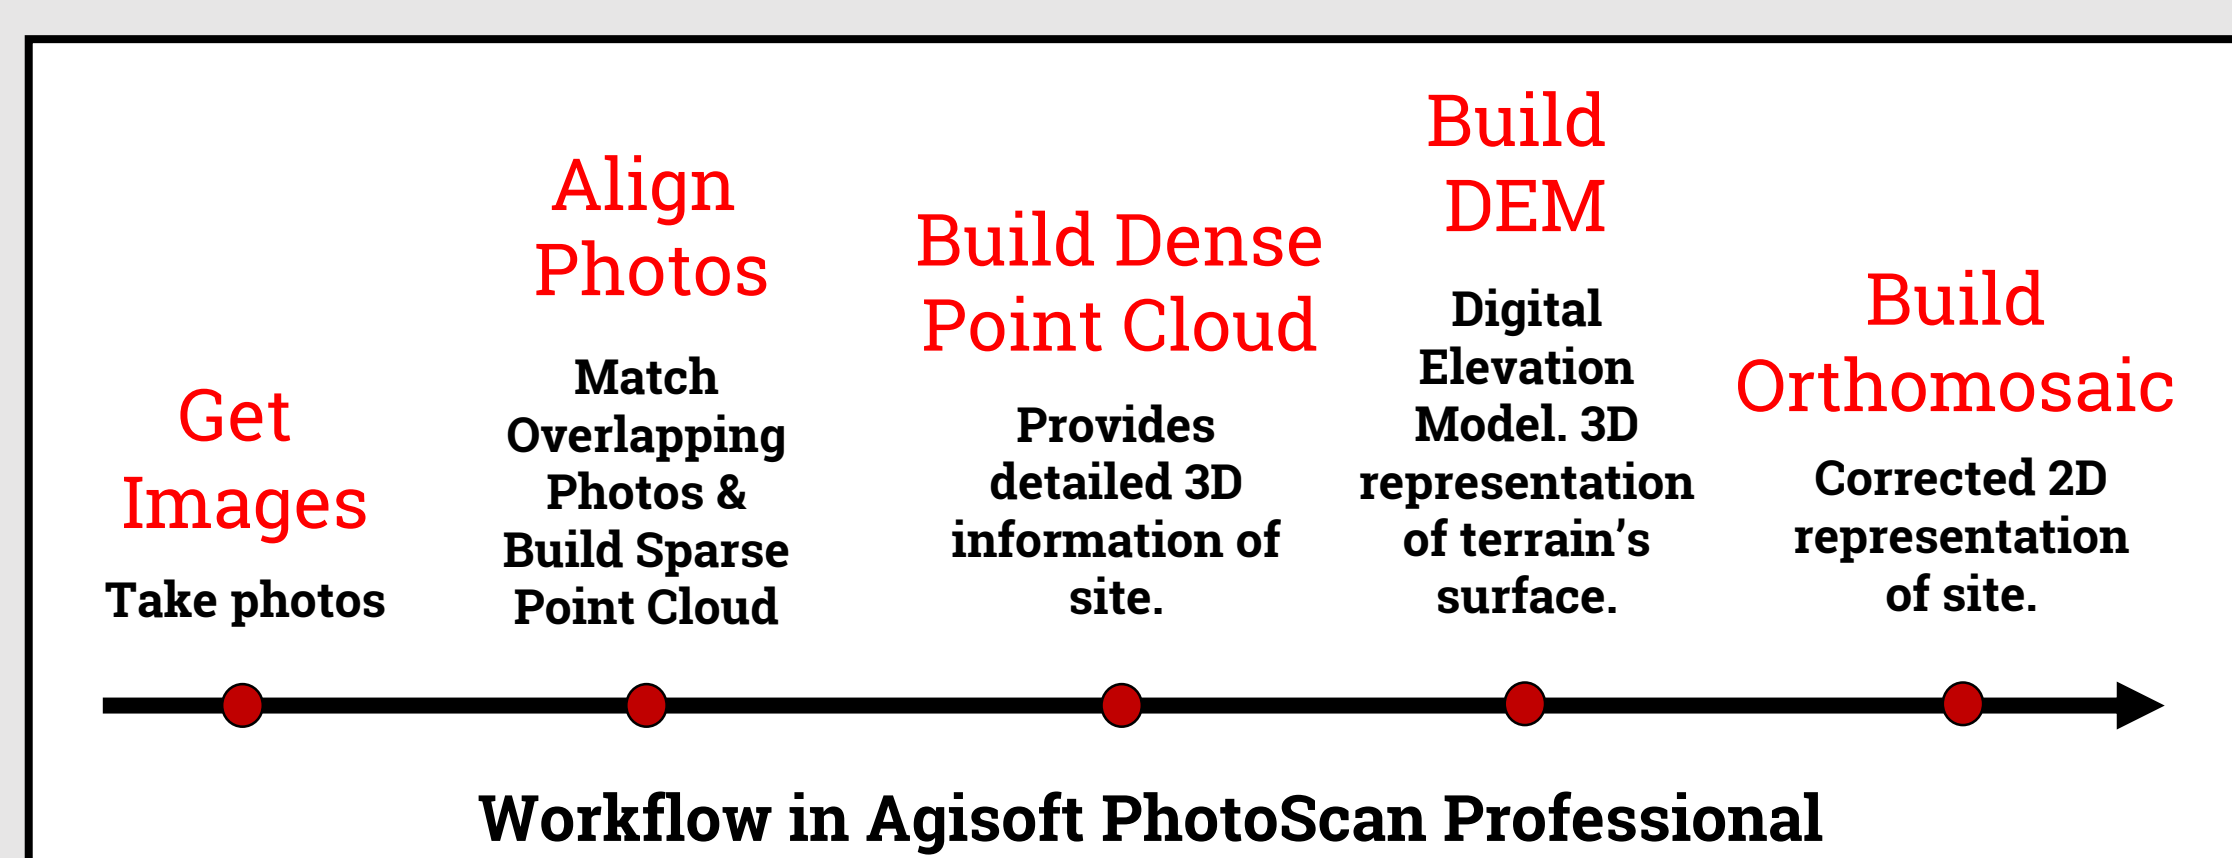 Get
Images
Take photos
Align
Photos
Match
Overlapping
Photos &
Build Sparse
Point Cloud
Build Dense
Point Cloud
Provides
detailed 3D
information of
site.
Build
DEM
Digital
Elevation
Model. 3D
representation
of terrain’s
surface.
Build
Orthomosaic
Corrected 2D
representation
of site.
Workflow in Agisoft PhotoScan Professional